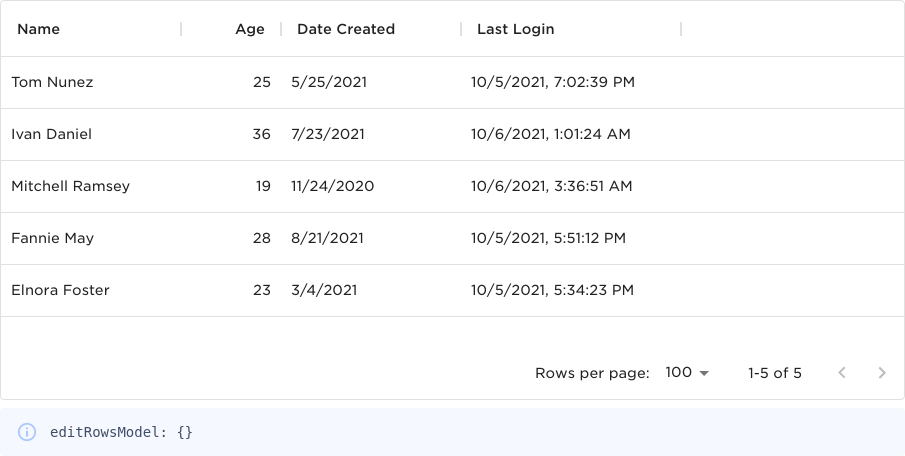 Name Age Date Created Last Login
Tom Nunez 25 5/25/2021 10/5/2021, 7:02:39 PM
Ivan Daniel 36 7/23/2021 10/6/2021, 1:01:24 AM
Mitchell Ramsey 19 11/24/2020 10/6/2021, 3:36:51 AM
Fannie May 28 8/21/2021 10/5/2021, 5:51:12 PM
Elnora Foster 23 3/4/2021 10/5/2021, 5:34:23 PM
Rows per page: 100 1-5 of 5
editRowsModel: {}